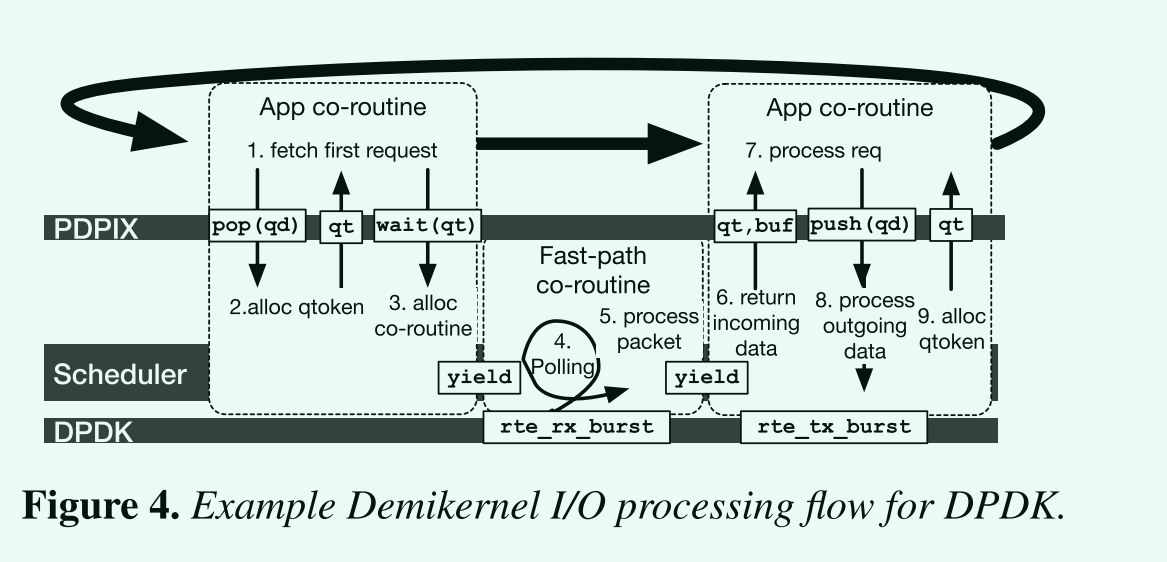 App co-routine
1. fetch first request
App co-routine
7. process req
PDPIX
pop(qd)
qt
wait(qt)
qt,buf
push(qd)
qt
2.alloc qtoken
3. alloc
co-routine
Fast-path
co-routine
4.
Polling
5. process
packet
6. return
incoming
data
8. process
outgoing
data
9. alloc
qtoken
Scheduler
yield
yield
DPDK
rte_rx_burst
rte_tx_burst
Figure 4. Example Demikernel I/O processing flow for DPDK.